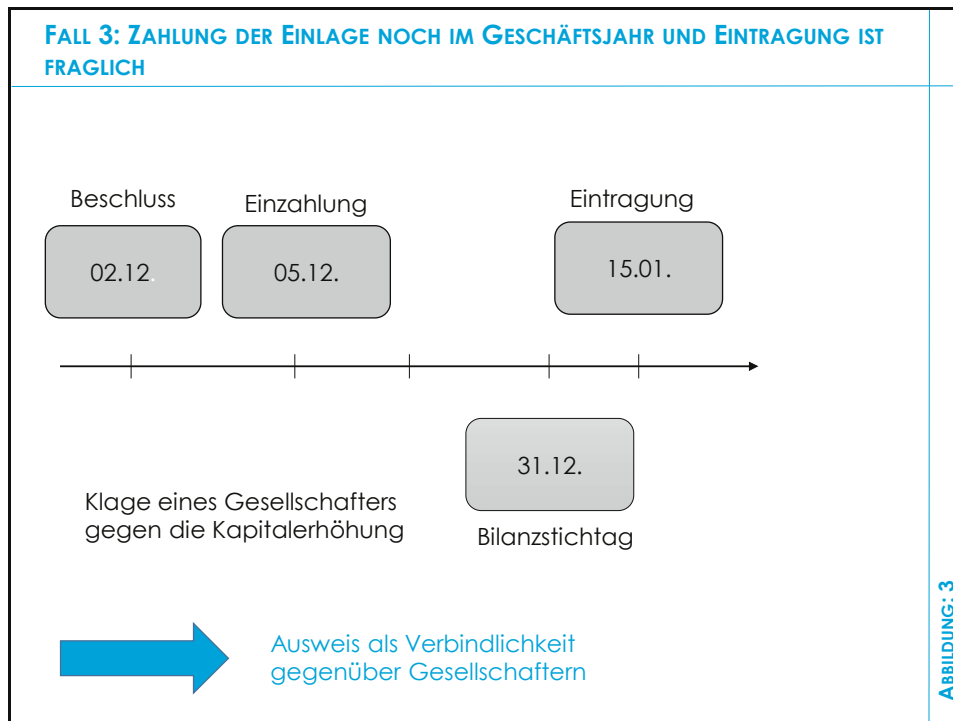 FALL 3: ZAHLUNG DER EINLAGE NOCH IM GESCHÄFTSJAHR UND EINTRAGUNG IST
FRAGLICH
Beschluss
Einzahlung
Eintragung
02.12.
05.12.
15.01.
31.12.
Bilanzstichtag
Klage eines Gesellschafters
gegen die Kapitalerhöhung
Ausweis als Verbindlichkeit
gegenüber Gesellschaftern
ABBILDUNG: 3